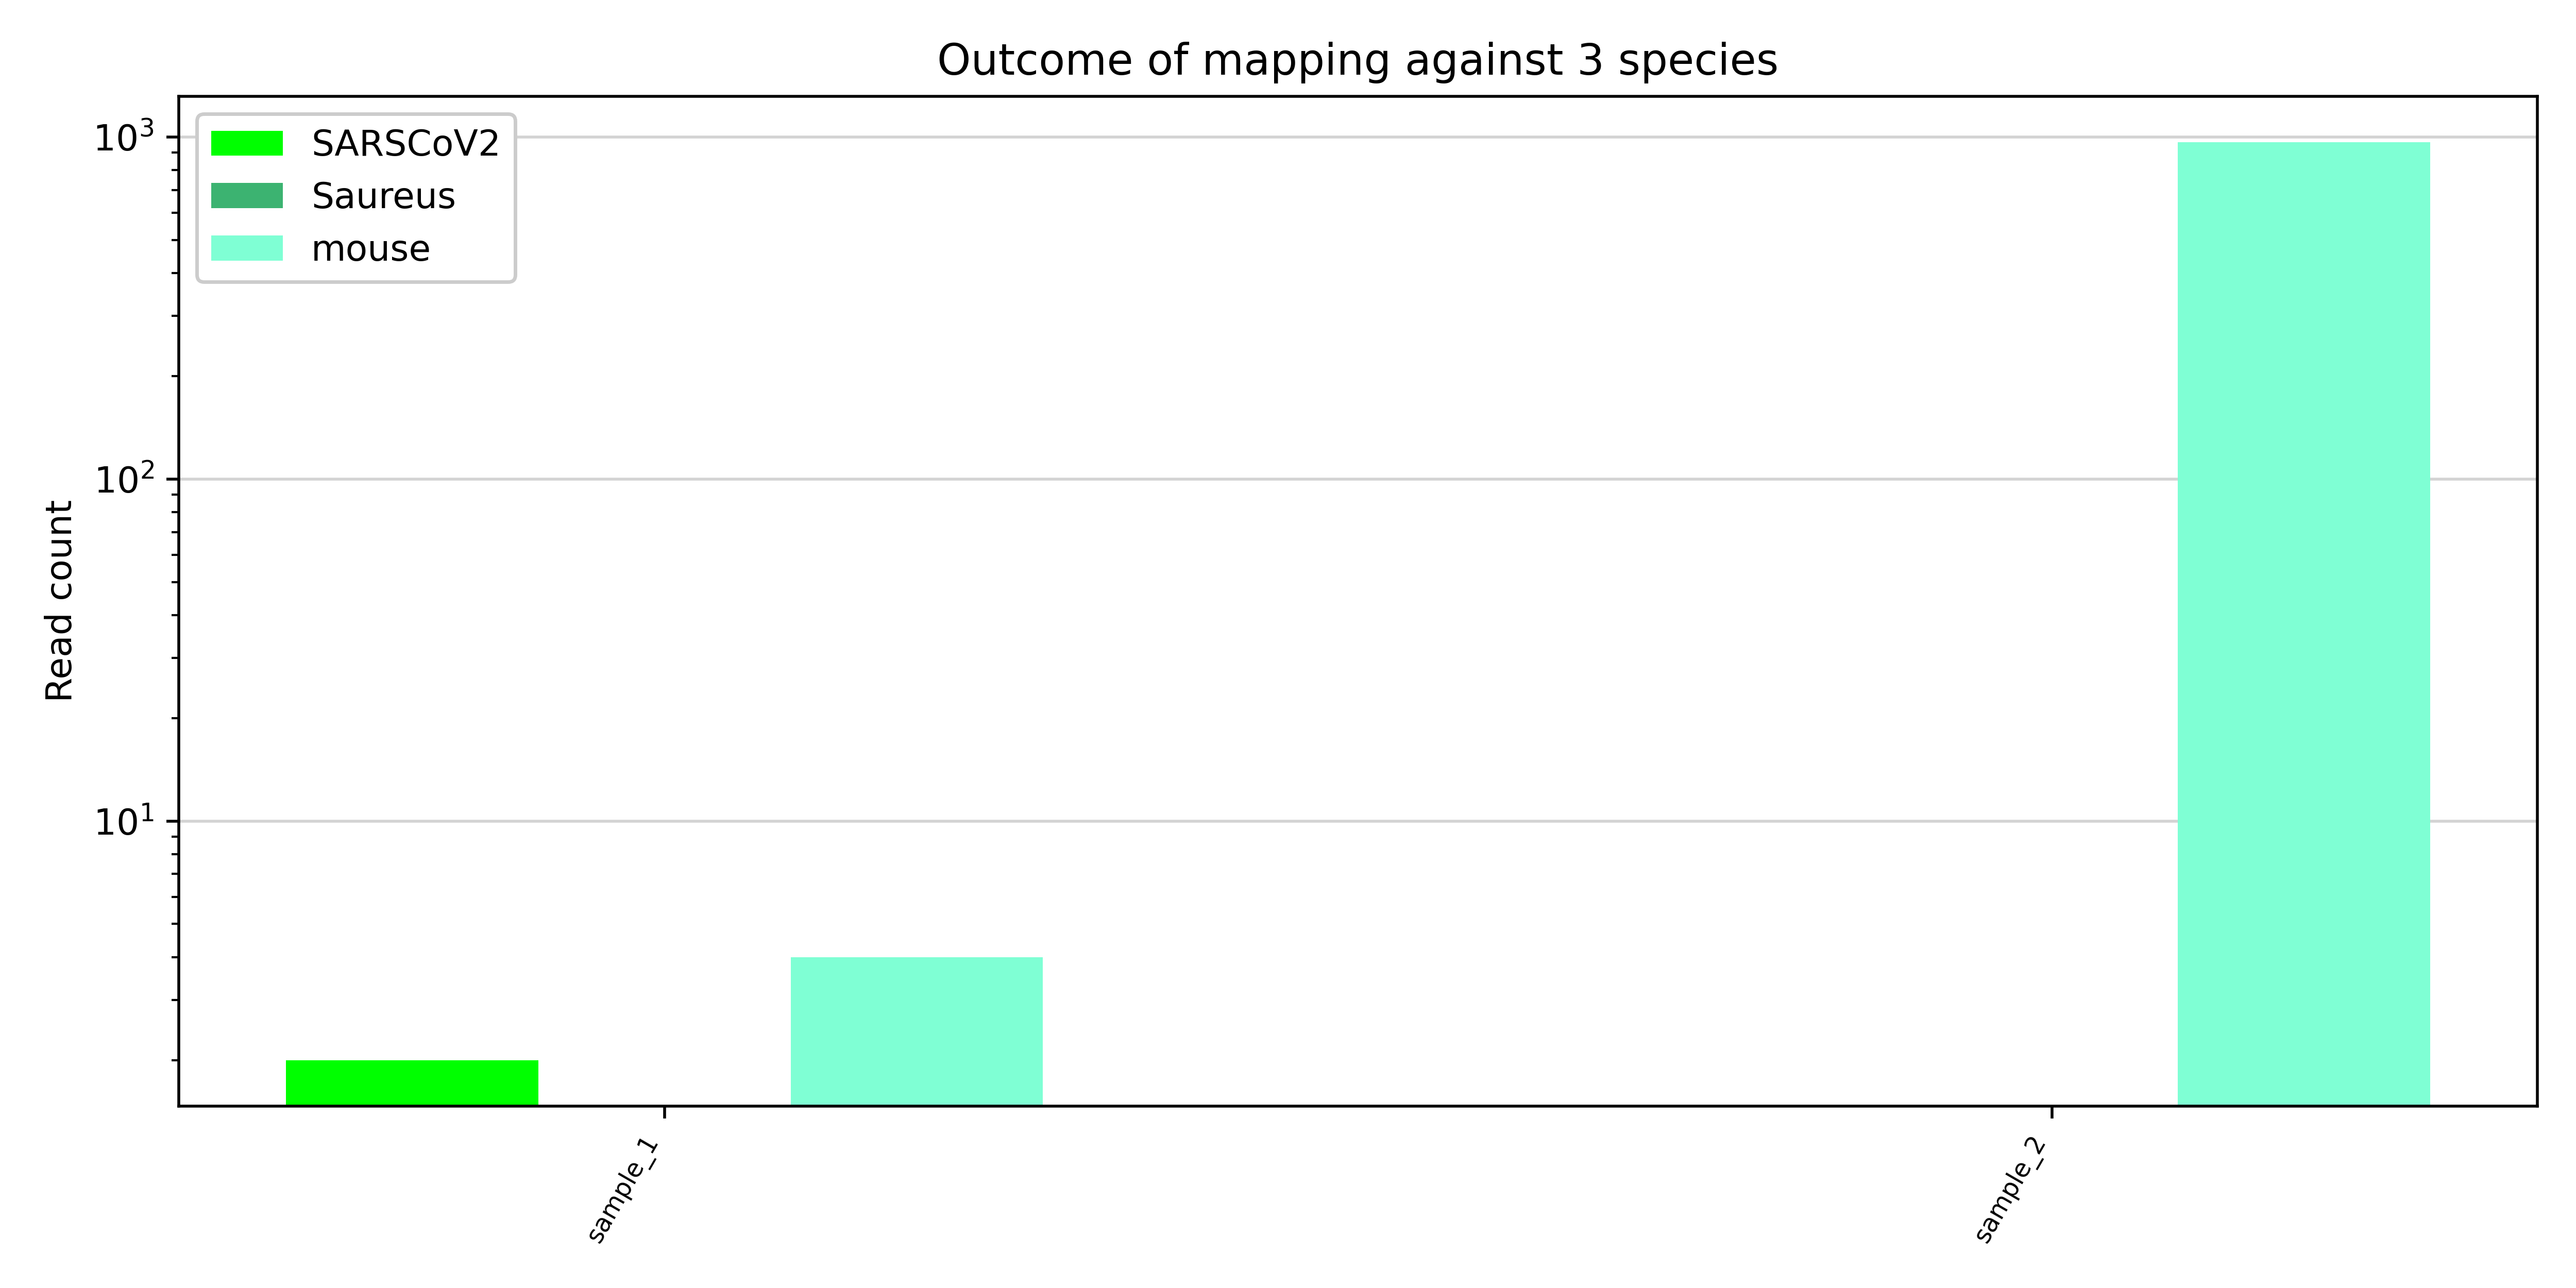 Outcome of mapping against 3 species
SARSCoV2
Saureus
mouse
Read count
10³
10²
10¹
sample_1
sample_2